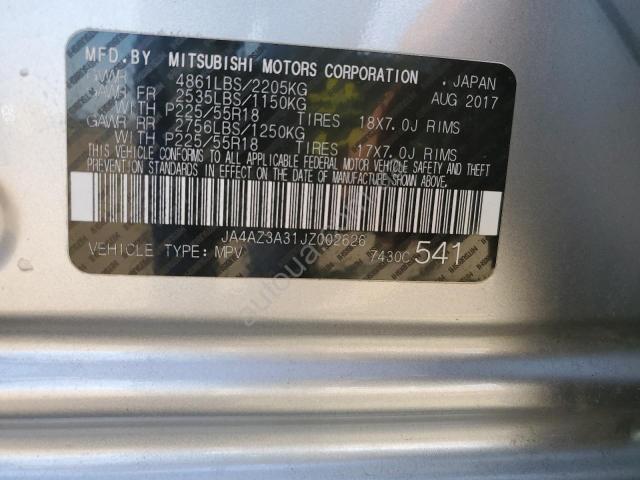 MFD.BY MITSUBISHI MOTORS CORPORATION . JAPAN
GVWR 4861LBS/2205KG AUG 2017
GAWR FR 2535LBS/1150KG
WITH P225/55R18 TIRES 18X7.0J RIMS
GAWR RR 2756LBS/1250KG
WITH P225/55R18 TIRES 17X7.0J RIMS
THIS VEHICLE CONFORMS TO ALL APPLICABLE FEDERAL MOTOR VEHICLE SAFETY AND THEFT
PREVENTION STANDARDS IN EFFECT ON THE DATE OF MANUFACTURE SHOWN ABOVE.
JA4AZ3A31JZ002626
VEHICLE TYPE: MPV 7430C 541